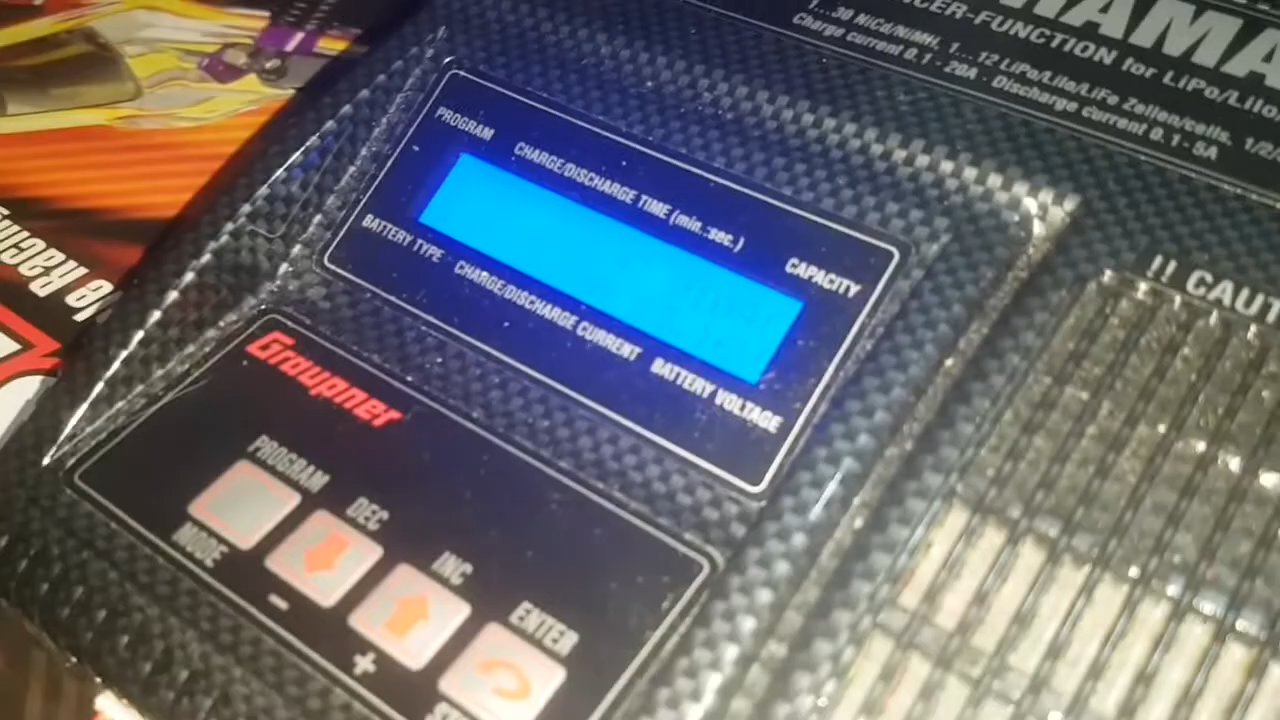 RAMA
CER-FUNCTION for LiPo/LiIo
1...30 NiCd/NiMH, 1...12 LiPo/LiIo/LiFe Zellen/cells, 1/2/
Charge current 0.1 - 20A - Discharge current 0.1 - 5A
PROGRAM
CHARGE/DISCHARGE TIME (min.:sec.)
CAPACITY
BATTERY TYPE
CHARGE/DISCHARGE CURRENT
BATTERY VOLTAGE
!! CAUT
Graupner
PROGRAM
DEC
INC
ENTER
MODE
-
+
Racing